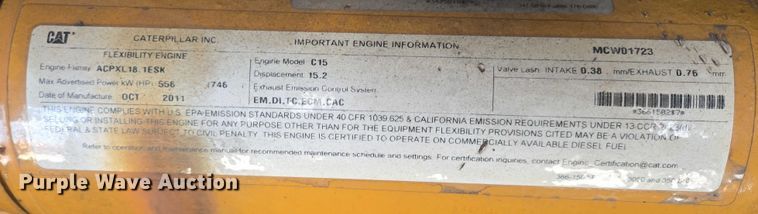 CAT CATERPILLAR INC. IMPORTANT ENGINE INFORMATION MCW01723
FLEXIBILITY ENGINE
Engine Family ACPXL18.1ESK
Max Advertised Power kW (HP) 556 (746
Date of Manufacture OCT 2011
Engine Model C15
Displacement 15.2
Exhaust Emission Control System
EM,DI,TC,ECM,CAC
Valve Lash INTAKE 0.38 mm/EXHAUST 0.76 mm
*3661502#7*
THIS ENGINE COMPLIES WITH U.S. EPA EMISSION STANDARDS UNDER 40 CFR 1039.625 & CALIFORNIA EMISSION REQUIREMENTS UNDER 13 CCR
SELLING OR INSTALLING THIS ENGINE FOR ANY PURPOSE OTHER THAN FOR THE EQUIPMENT FLEXIBILITY PROVISIONS CITED MAY BE A VIOLATION OF
FEDERAL & STATE LAW SUBJECT TO CIVIL PENALTY. THIS ENGINE IS CERTIFIED TO OPERATE ON COMMERCIALLY AVAILABLE DIESEL FUEL
Refer to operation and maintenance manual for recommended maintenance schedule and settings. For certification inquiries, contact Engine_Certification@cat.com.
Purple Wave Auction